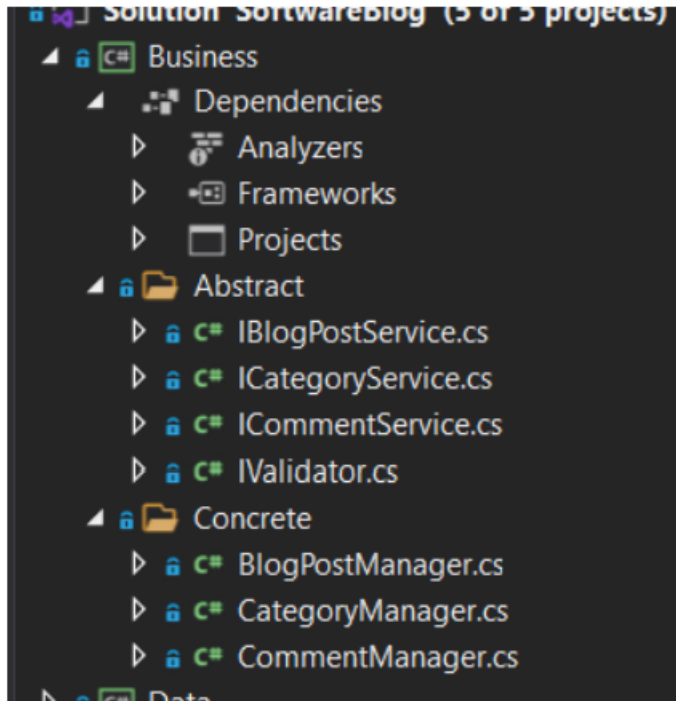 Solution 'SoftwareBlog' (5 of 5 projects)
C# Business
Dependencies
Analyzers
Frameworks
Projects
Abstract
C# IBlogPostService.cs
C# ICategoryService.cs
C# ICommentService.cs
C# IValidator.cs
Concrete
C# BlogPostManager.cs
C# CategoryManager.cs
C# CommentManager.cs
C# Data